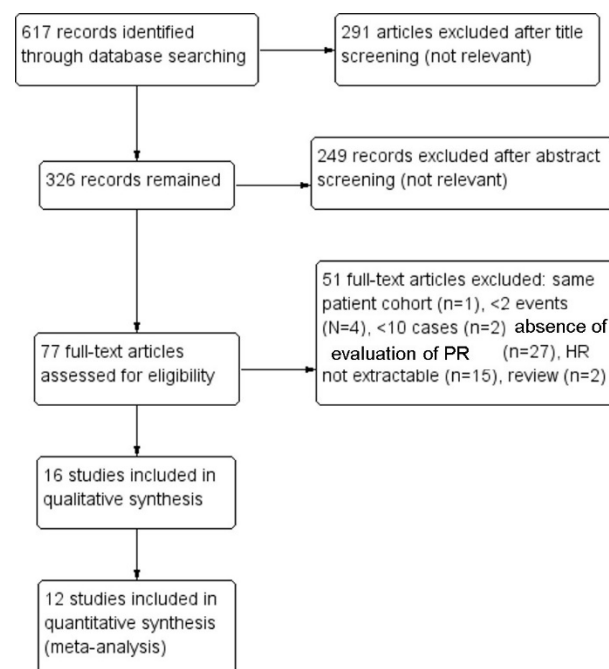 617 records identified
through database searching
291 articles excluded after title
screening (not relevant)
326 records remained
249 records excluded after abstract
screening (not relevant)
77 full-text articles
assessed for eligibility
51 full-text articles excluded: same
patient cohort (n=1), <2 events
(N=4), <10 cases (n=2) absence of
evaluation of PR (n=27), HR
not extractable (n=15), review (n=2)
16 studies included in
qualitative synthesis
12 studies included in
quantitative synthesis
(meta-analysis)